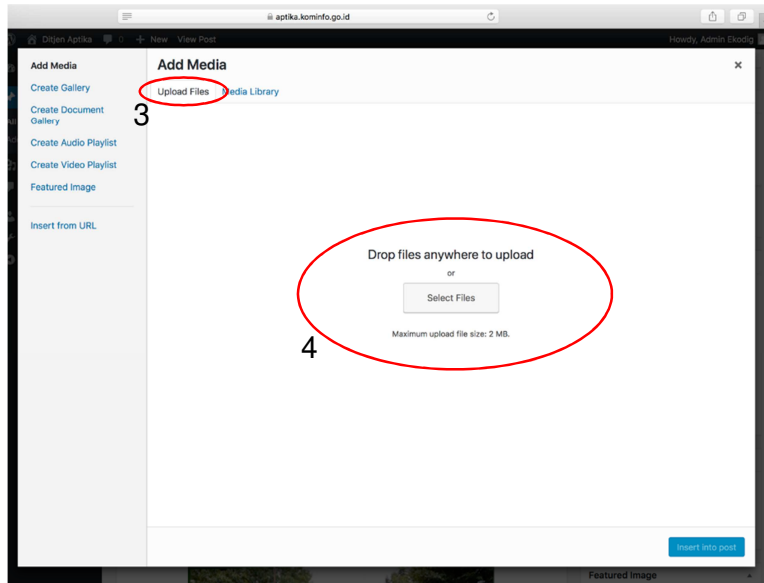 aptika.kominfo.go.id
Ditjen Aptika 0 + New View Post
Howdy, Admin Ekodig
Add Media
Create Gallery
Create Document
Gallery
Create Audio Playlist
Create Video Playlist
Featured Image
Insert from URL
Add Media
×
Upload Files
Media Library
3
Drop files anywhere to upload
or
Select Files
Maximum upload file size: 2 MB.
4
Insert into post
Featured Image